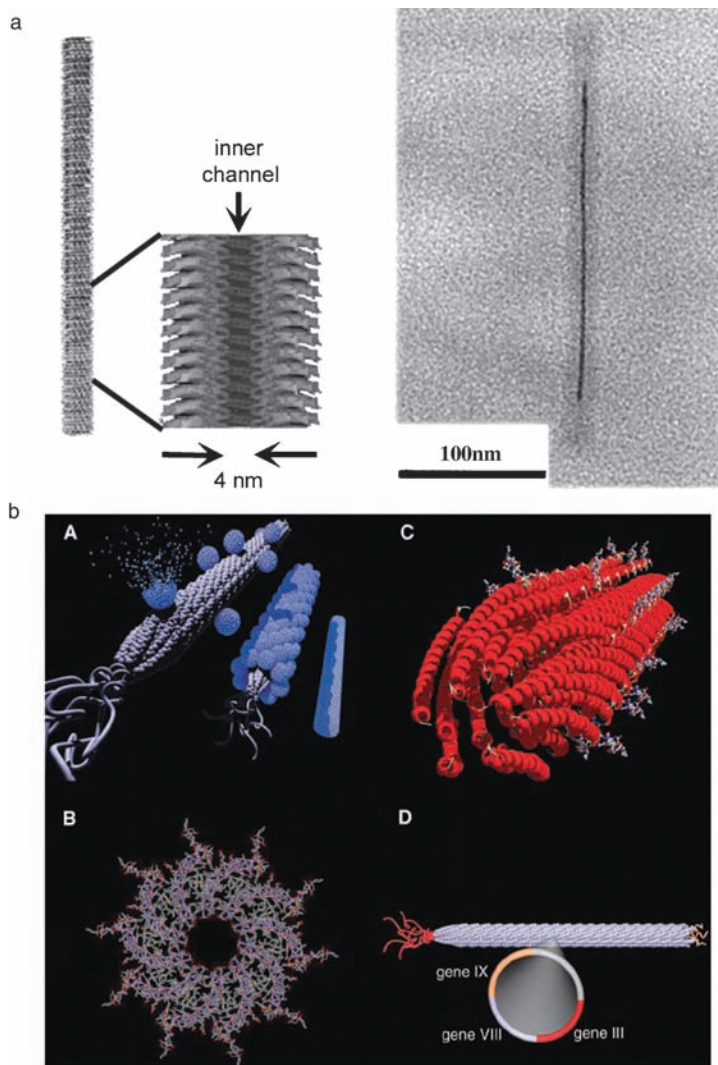 a
inner
channel
4 nm
100nm
b
A
C
B
D
gene IX
gene VIII
gene III